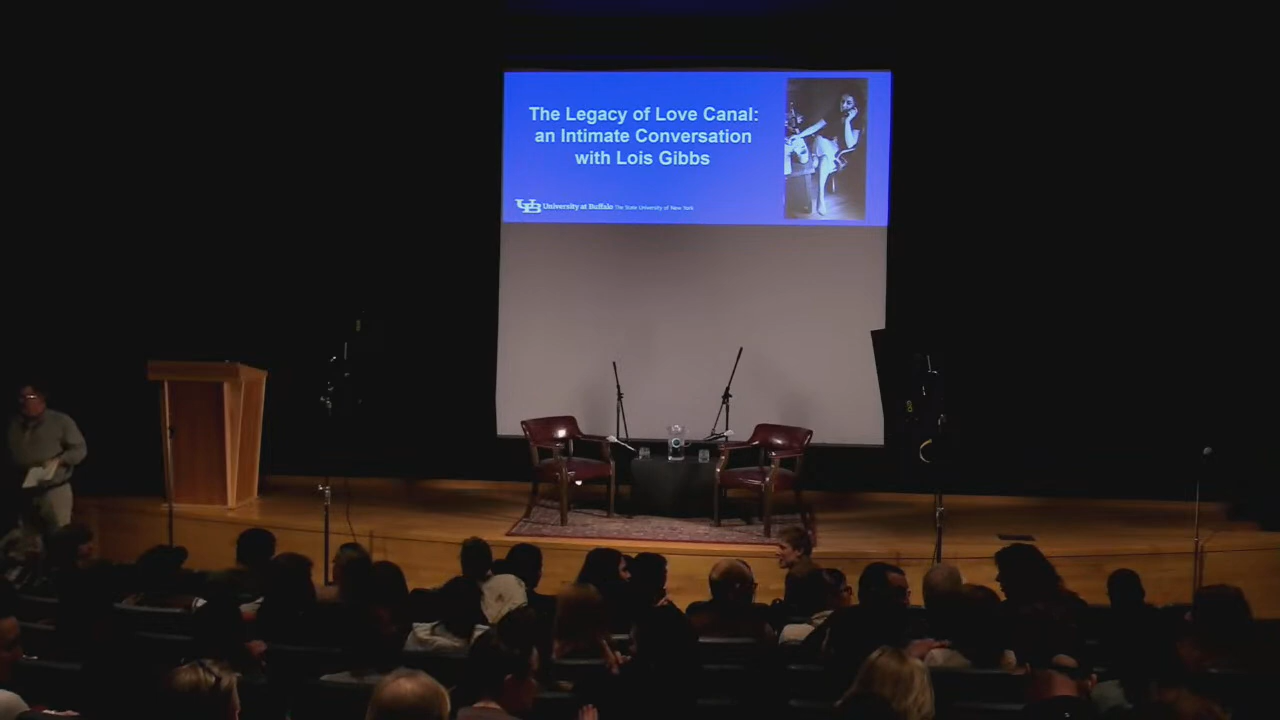 The Legacy of Love Canal:
an Intimate Conversation
with Lois Gibbs
UB University at Buffalo The State University of New York